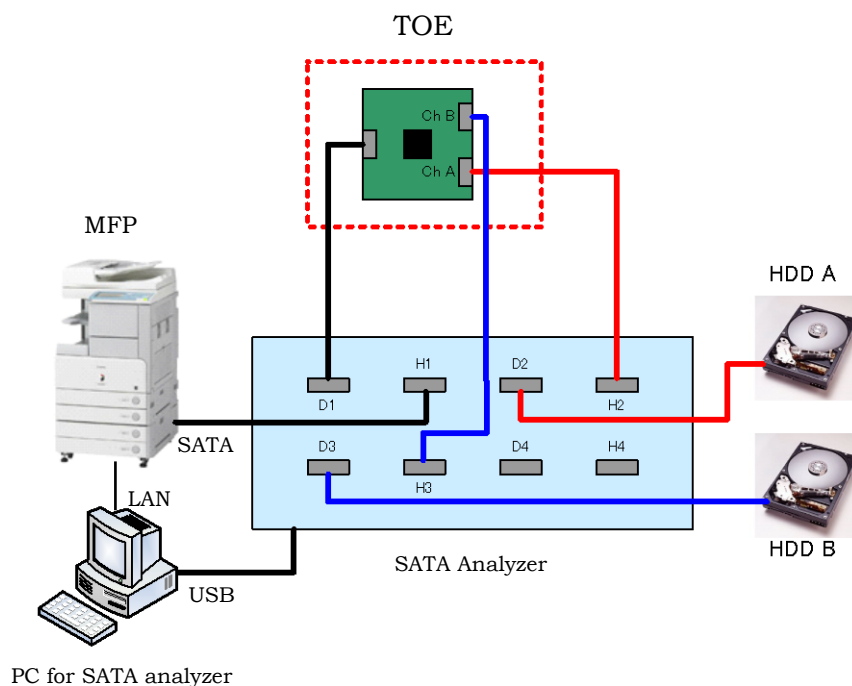 TOE
Ch B
Ch A
MFP
HDD A
H1
D2
D1
H2
SATA
D3
D4
H4
H3
LAN
HDD B
SATA Analyzer
USB
PC for SATA analyzer